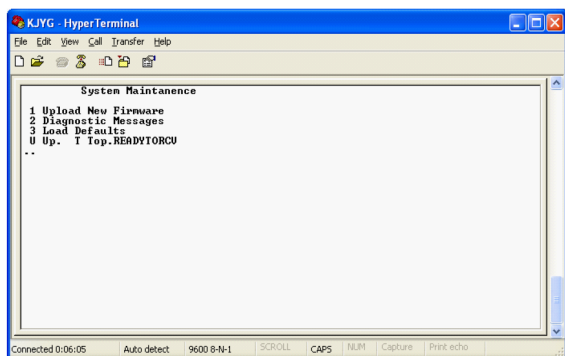 KJYG - HyperTerminal
File Edit View Call Transfer Help
System Maintanence
1 Upload New Firmware
2 Diagnostic Messages
3 Load Defaults
U Up. T Top.READYTORCV
--
Connected 0:06:05 Auto detect 9600 8-N-1 SCROLL CAPS NUM Capture Print echo